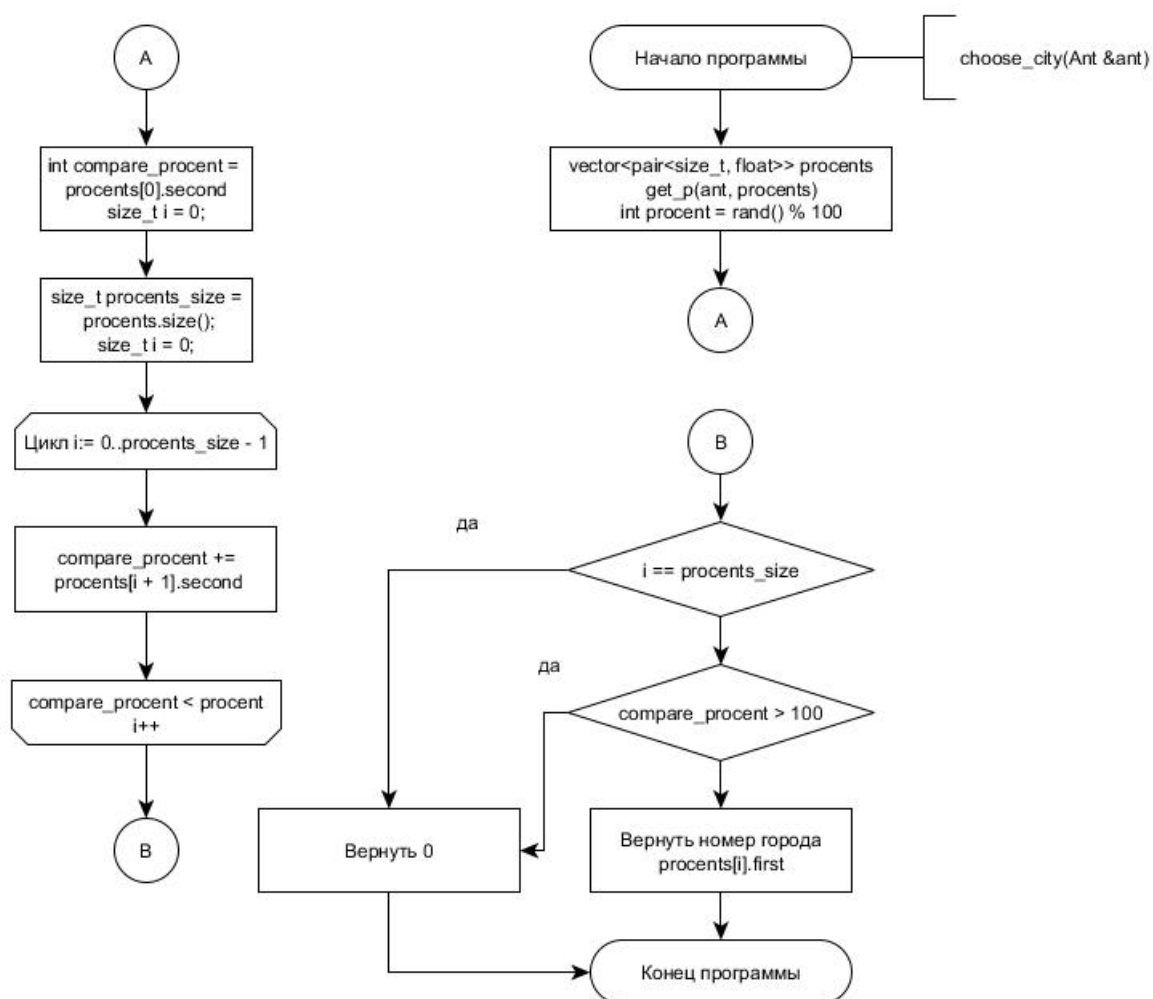 Начало программы
choose_city(Ant &ant)
vector<pair<size_t, float>> procents
get_p(ant, procents)
int procent = rand() % 100
A
A
int compare_procent =
procents[0].second
size_t i = 0;
size_t procents_size =
procents.size();
size_t i = 0;
Цикл i:= 0..procents_size - 1
compare_procent +=
procents[i + 1].second
compare_procent < procent
i++
B
B
да
i == procents_size
да
compare_procent > 100
Вернуть 0
Вернуть номер города
procents[i].first
Конец программы